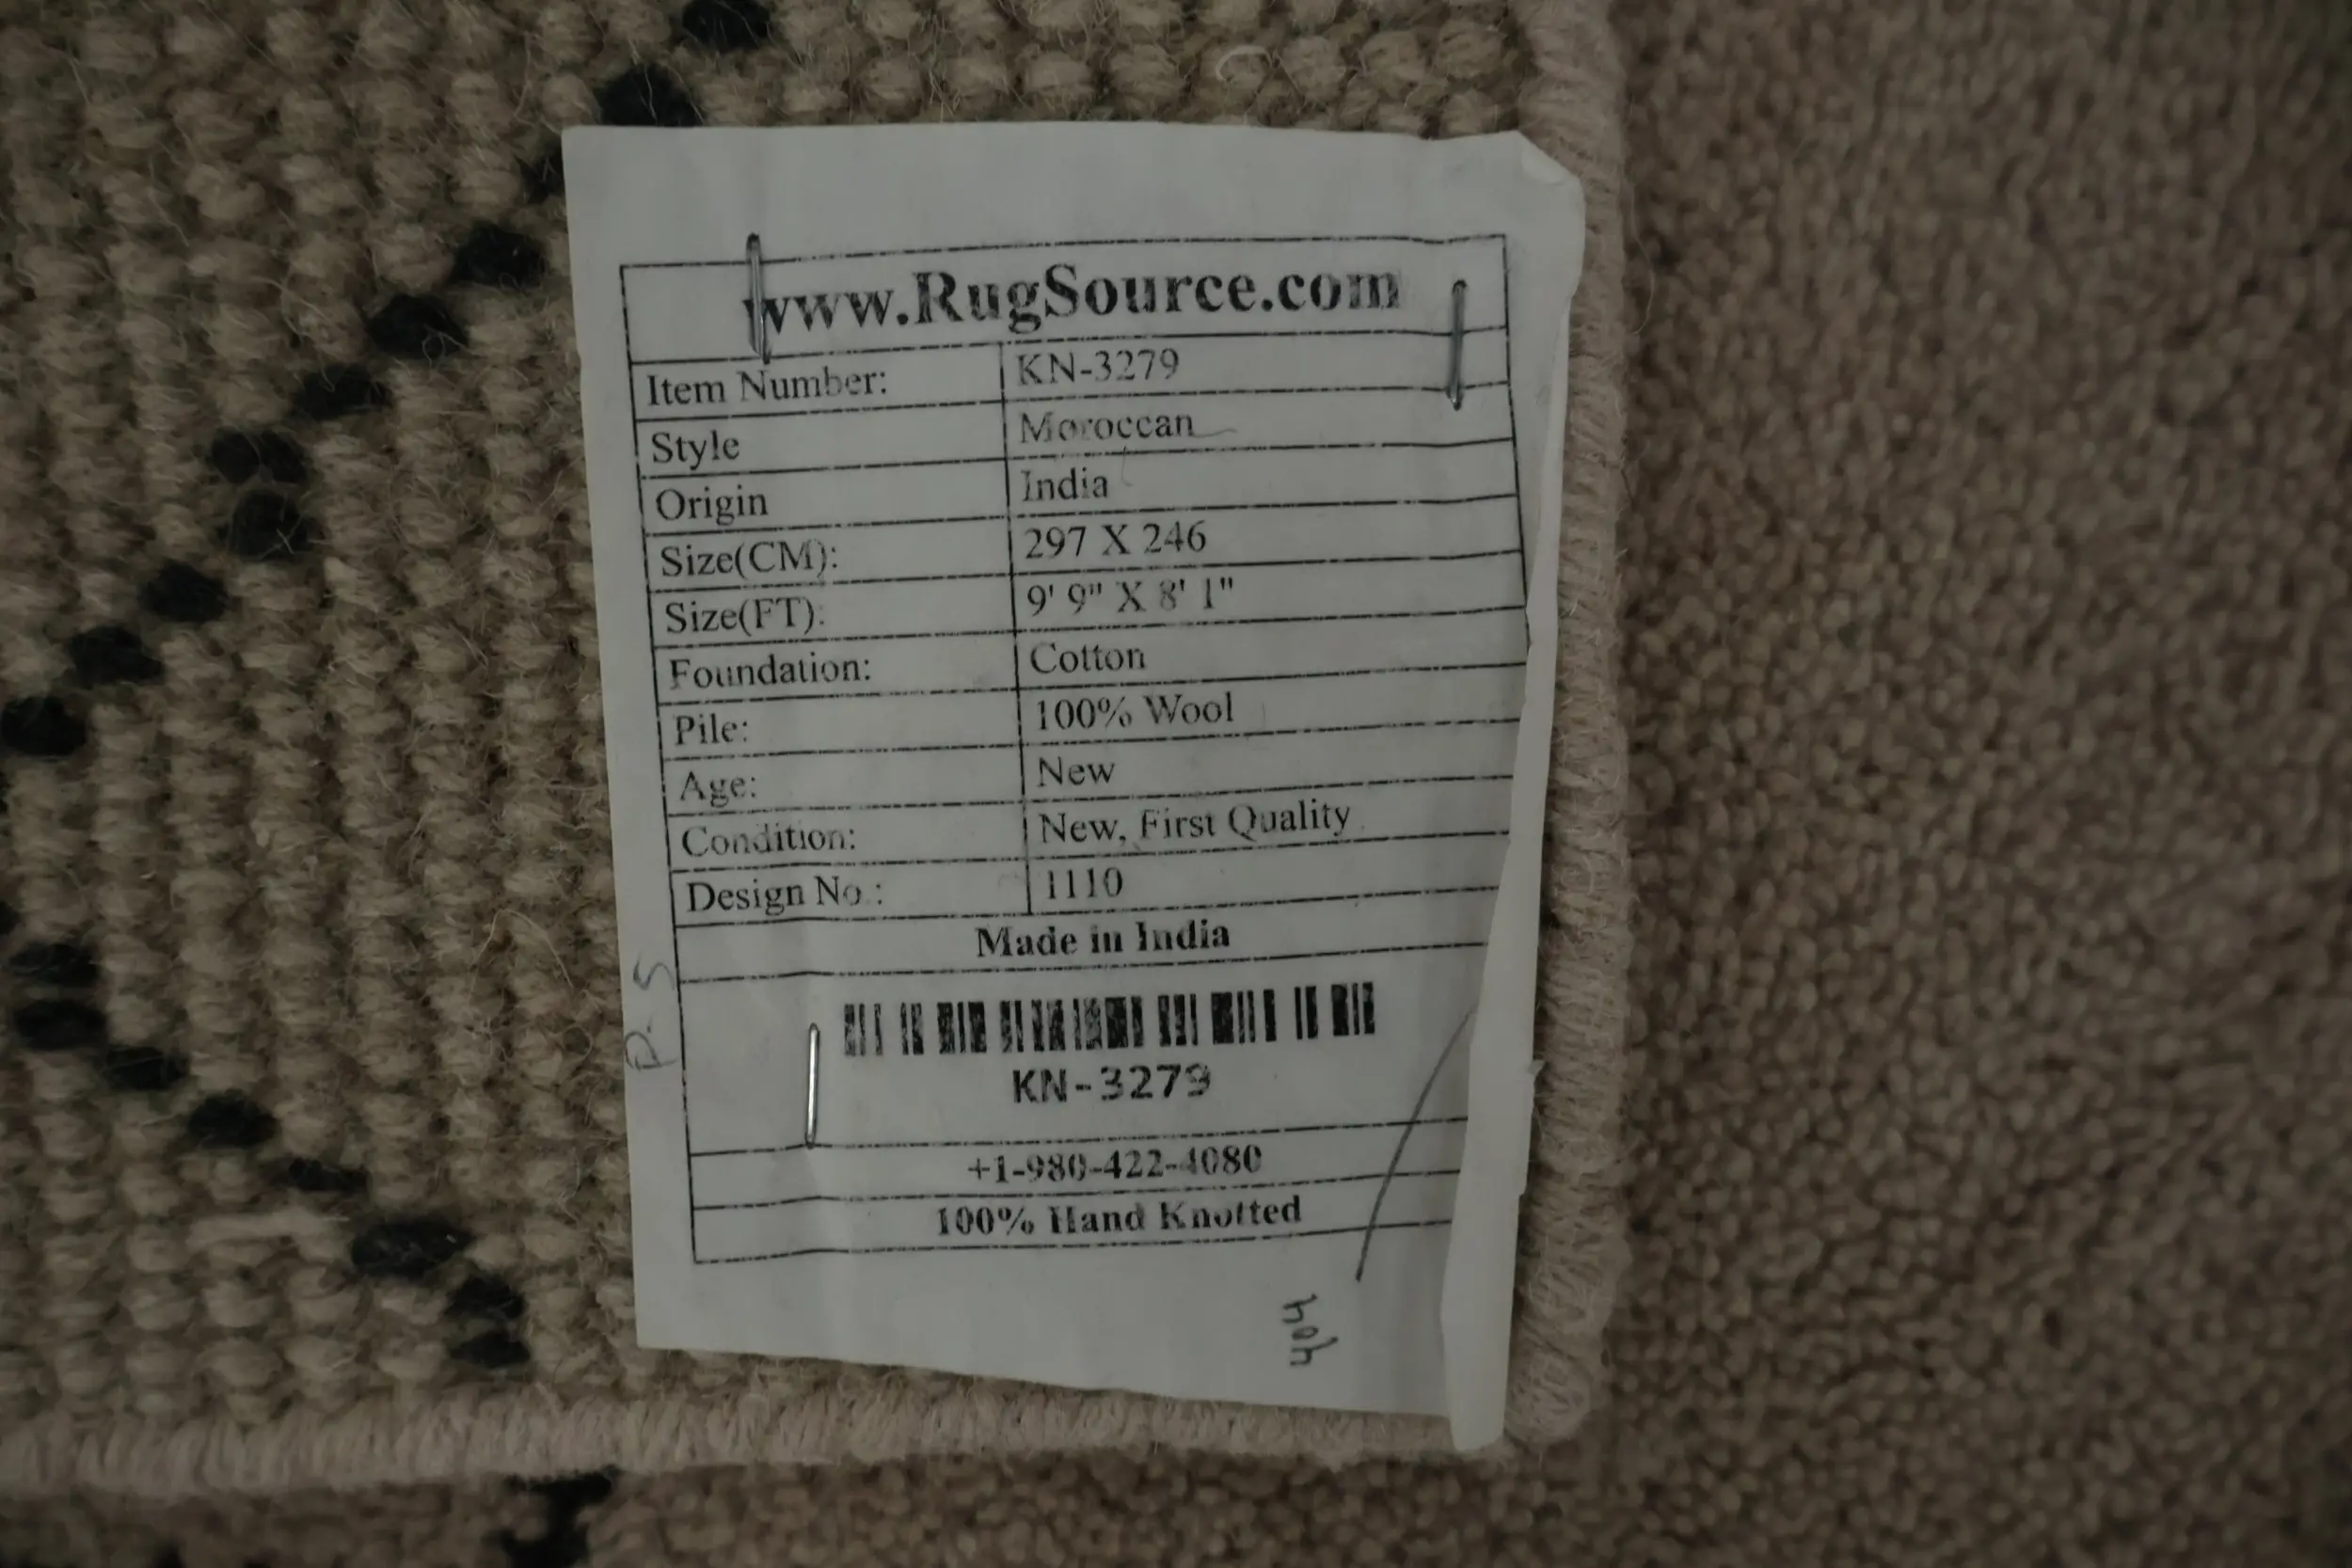 www.RugSource.com
Item Number: KN-3279
Style Moroccan
Origin India
Size(CM): 297 X 246
Size(FT): 9' 9" X 8' 1"
Foundation: Cotton
Pile: 100% Wool
Age: New
Condition: New, First Quality
Design No.: 1110
Made in India
KN-3279
+1-980-422-4080
100% Hand Knotted
P.S
404